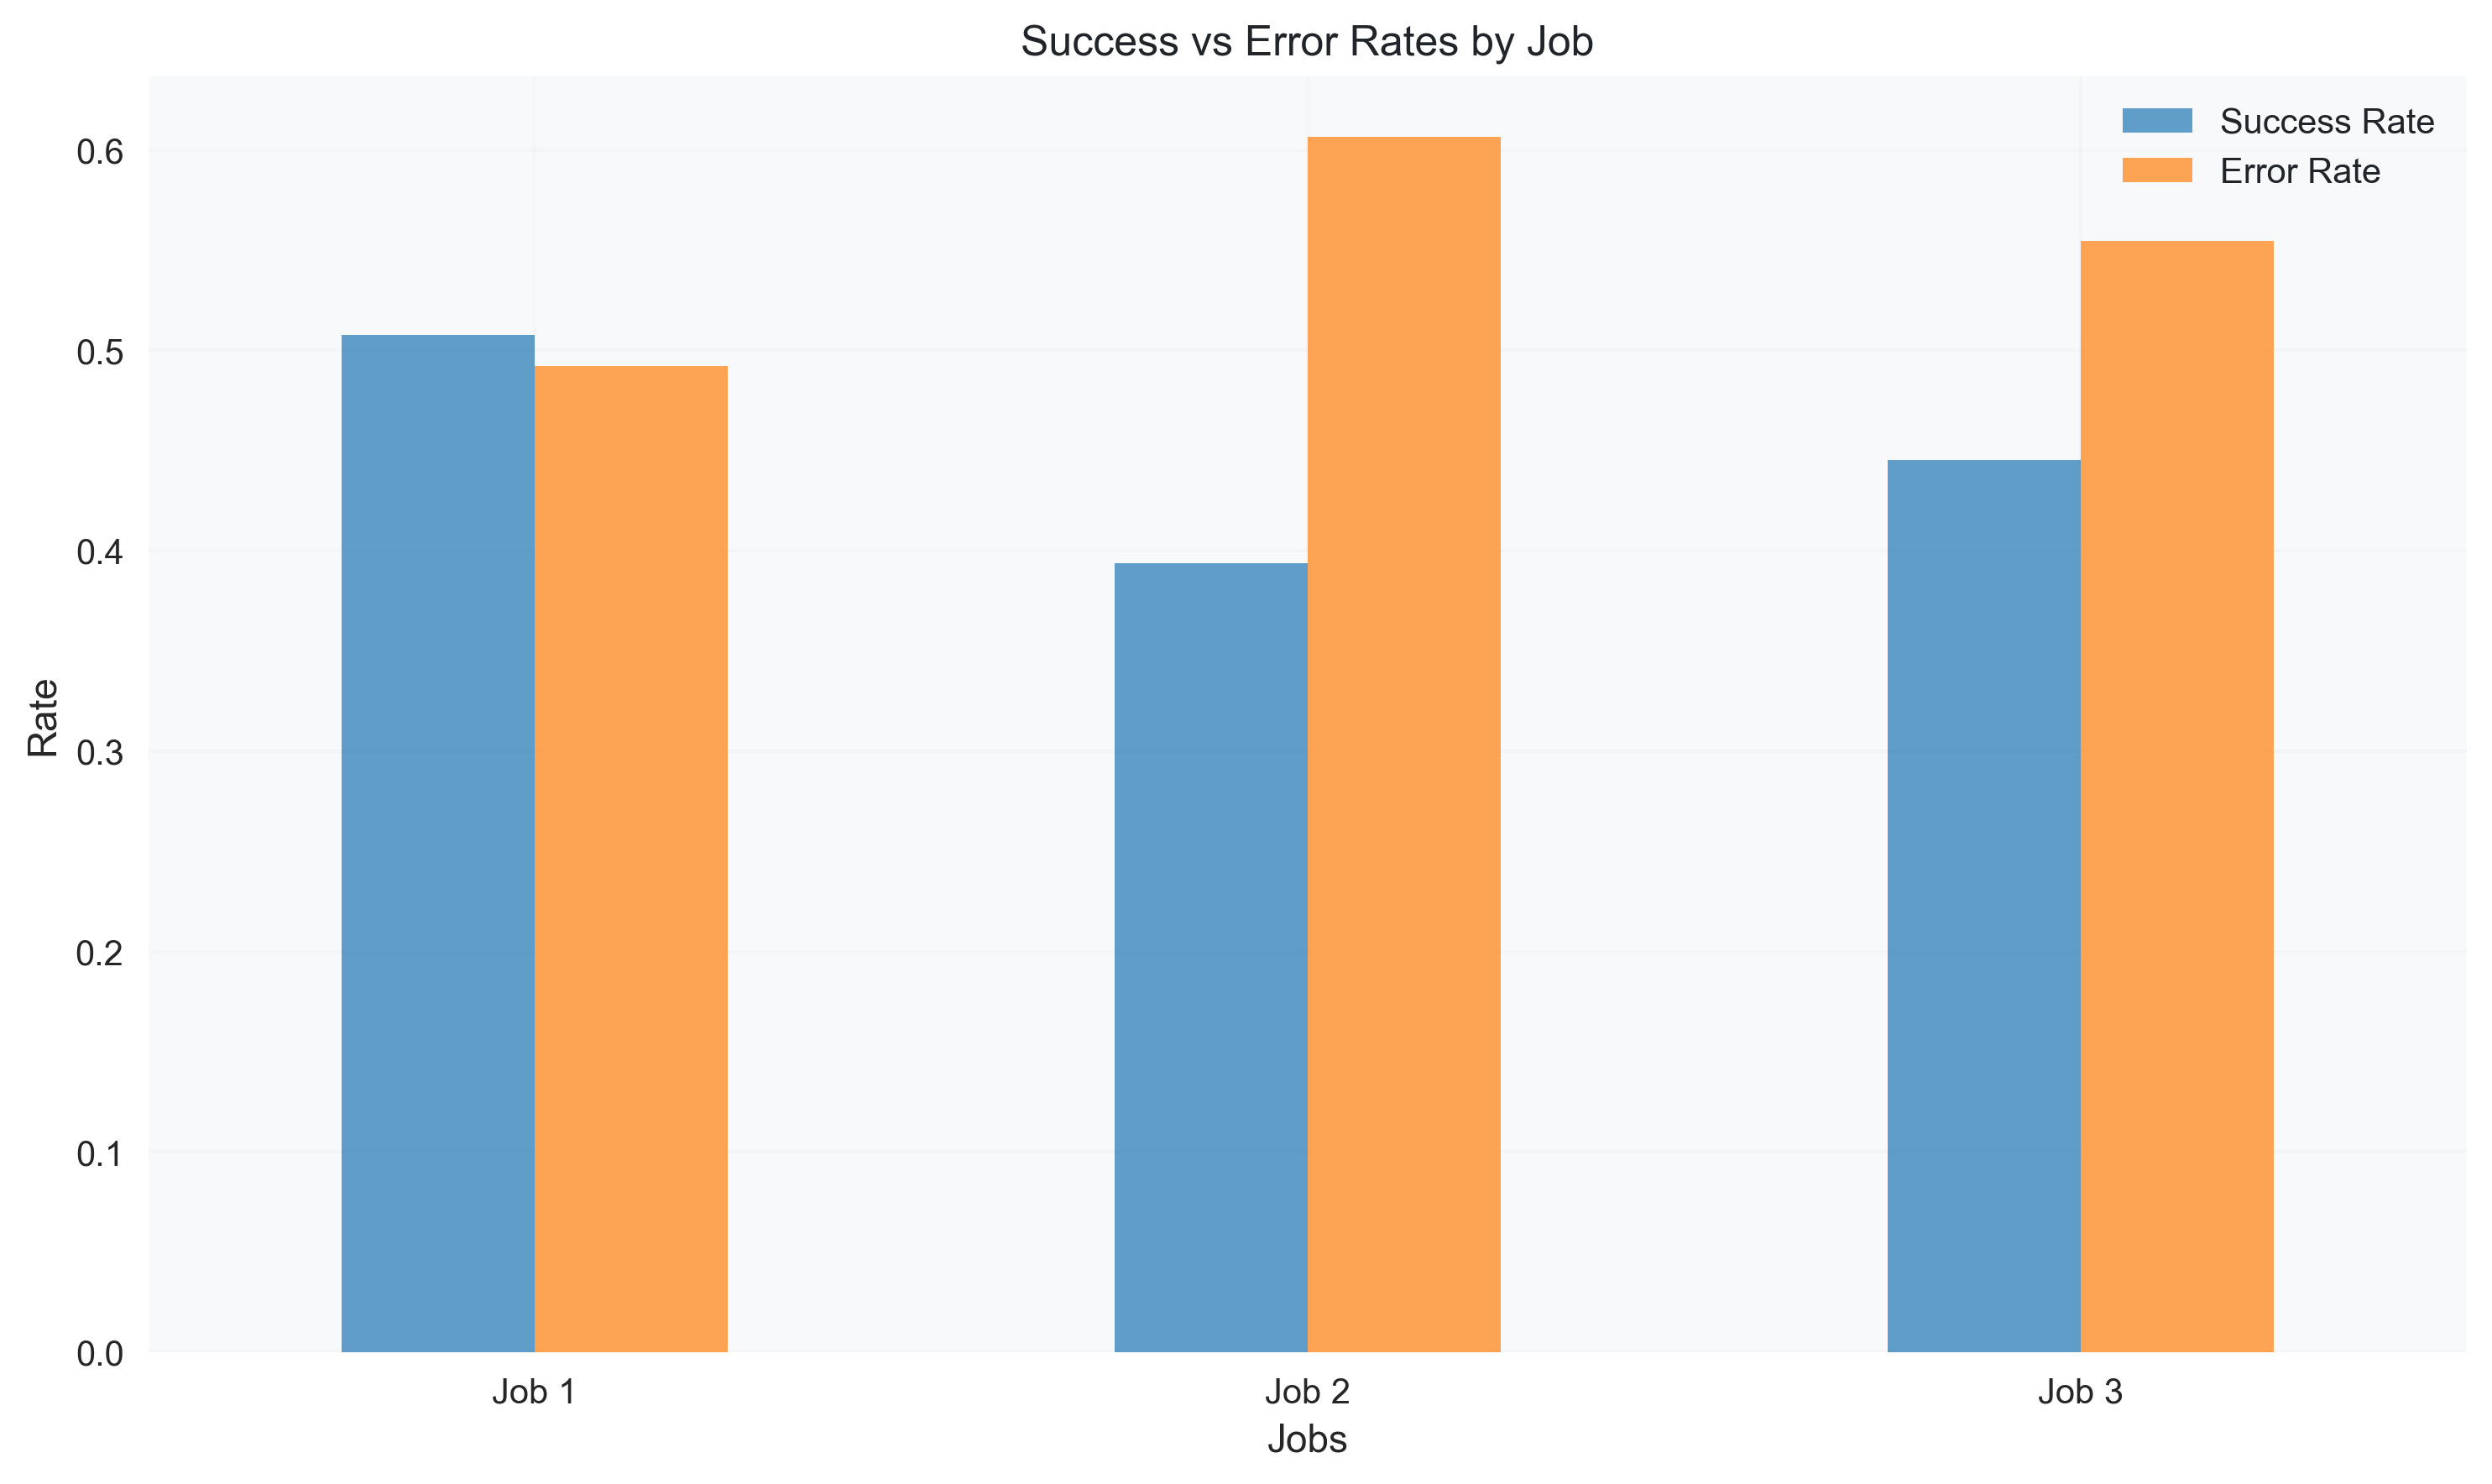 Success vs Error Rates by Job
Success Rate
Error Rate
0.6
0.5
0.4
0.3
0.2
0.1
0.0
Rate
Job 1
Job 2
Job 3
Jobs